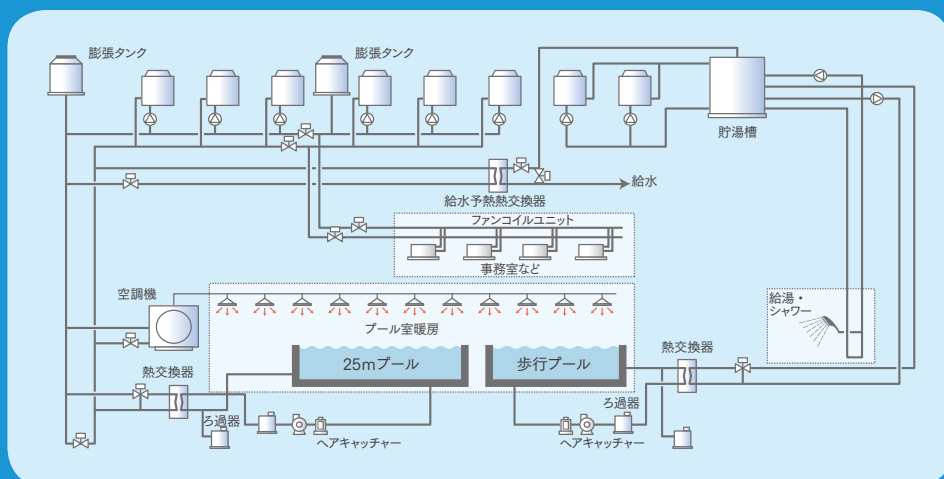 膨張タンク
膨張タンク
貯湯槽
給水
給水予熱熱交換器
ファンコイルユニット
事務室など
空調機
プール室暖房
給湯・
シャワー
25mプール
歩行プール
熱交換器
熱交換器
ろ過器
ろ過器
ヘアキャッチャー
ヘアキャッチャー